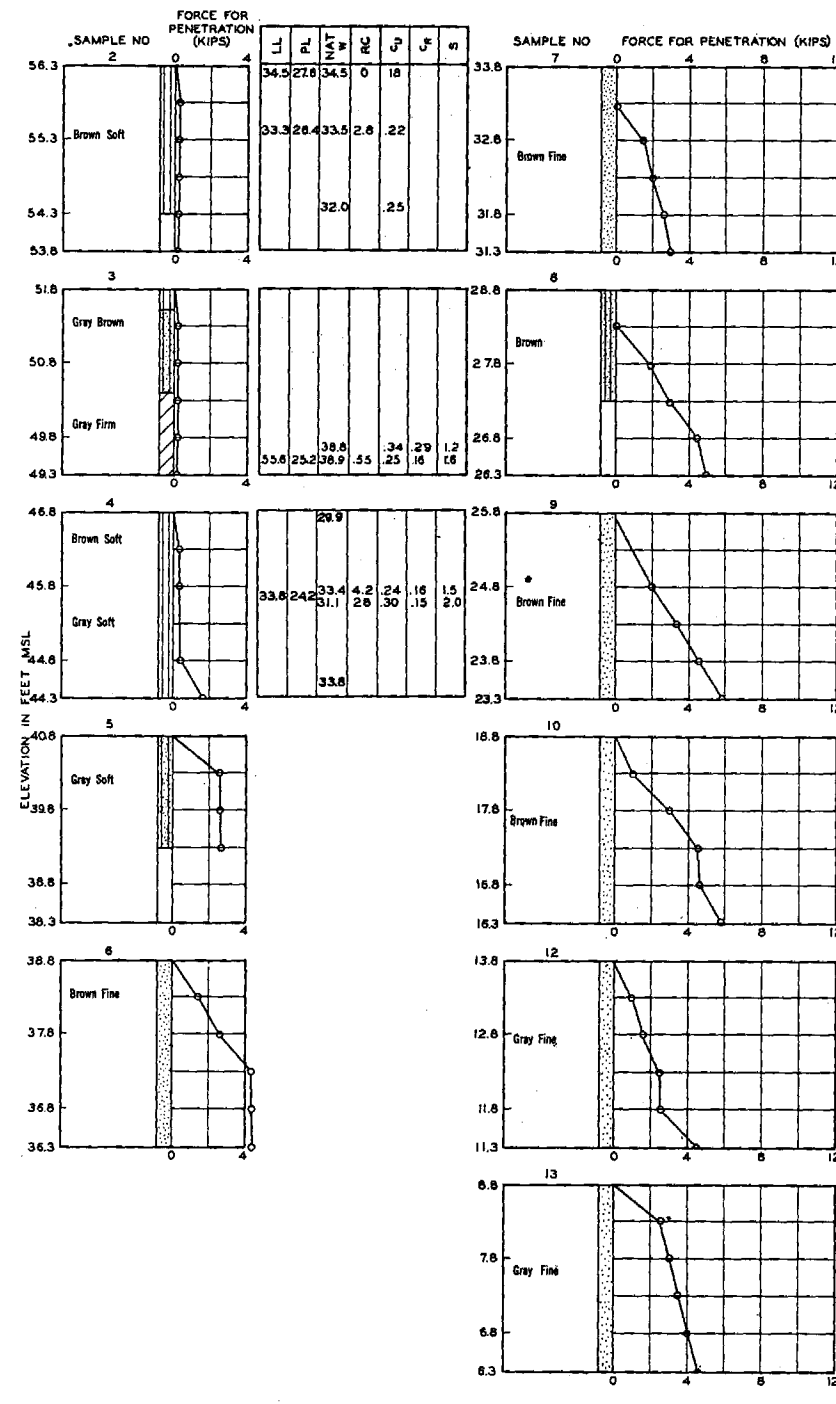 SAMPLE NO
FORCE FOR PENETRATION (KIPS)
2
0 4
56.3
55.3
54.3
53.8
Brown Soft
0 4
LL PL NAT W RC CU CR S
34.5 27.8 34.5 0 18
33.3 26.4 33.5 2.8 .22
32.0 .25
3
51.8
50.8
49.8
49.3
Gray Brown
Gray Firm
0 4
38.8 .34 .29 1.2
55.6 25.2 38.9 .55 .25 .16 1.6
4
46.8
45.8
44.8
44.3
Brown Soft
Gray Soft
0 4
29.9
33.8 24.2 33.4 4.2 .24 .16 1.5
31.1 28 .30 .15 2.0
33.8
ELEVATION IN FEET MSL
5
40.8
39.8
38.8
38.3
Gray Soft
6
38.8
37.8
36.8
36.3
Brown Fine
0 4
SAMPLE NO
FORCE FOR PENETRATION (KIPS)
7
0 4 8 12
33.8
32.8
31.8
31.3
Brown Fine
0 4 8 12
8
28.8
27.8
26.8
26.3
Brown
0 4 8 12
9
25.8
24.8
23.8
23.3
Brown Fine
0 4 8 12
10
18.8
17.8
16.8
16.3
Brown Fine
0 4 8 12
12
13.8
12.8
11.8
11.3
Gray Fine
0 4 8 12
13
8.8
7.8
6.8
6.3
Gray Fine
0 4 8 12